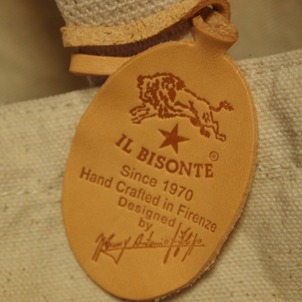 IL BISONTE®
Since 1970
Hand Crafted in Firenze
Designed
by